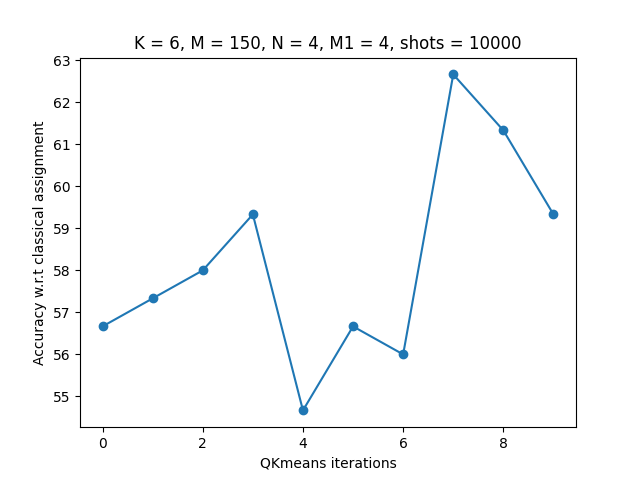 K = 6, M = 150, N = 4, M1 = 4, shots = 10000
63
62
61
60
59
58
57
56
55
Accuracy w.r.t classical assignment
0 2 4 6 8
QKmeans iterations